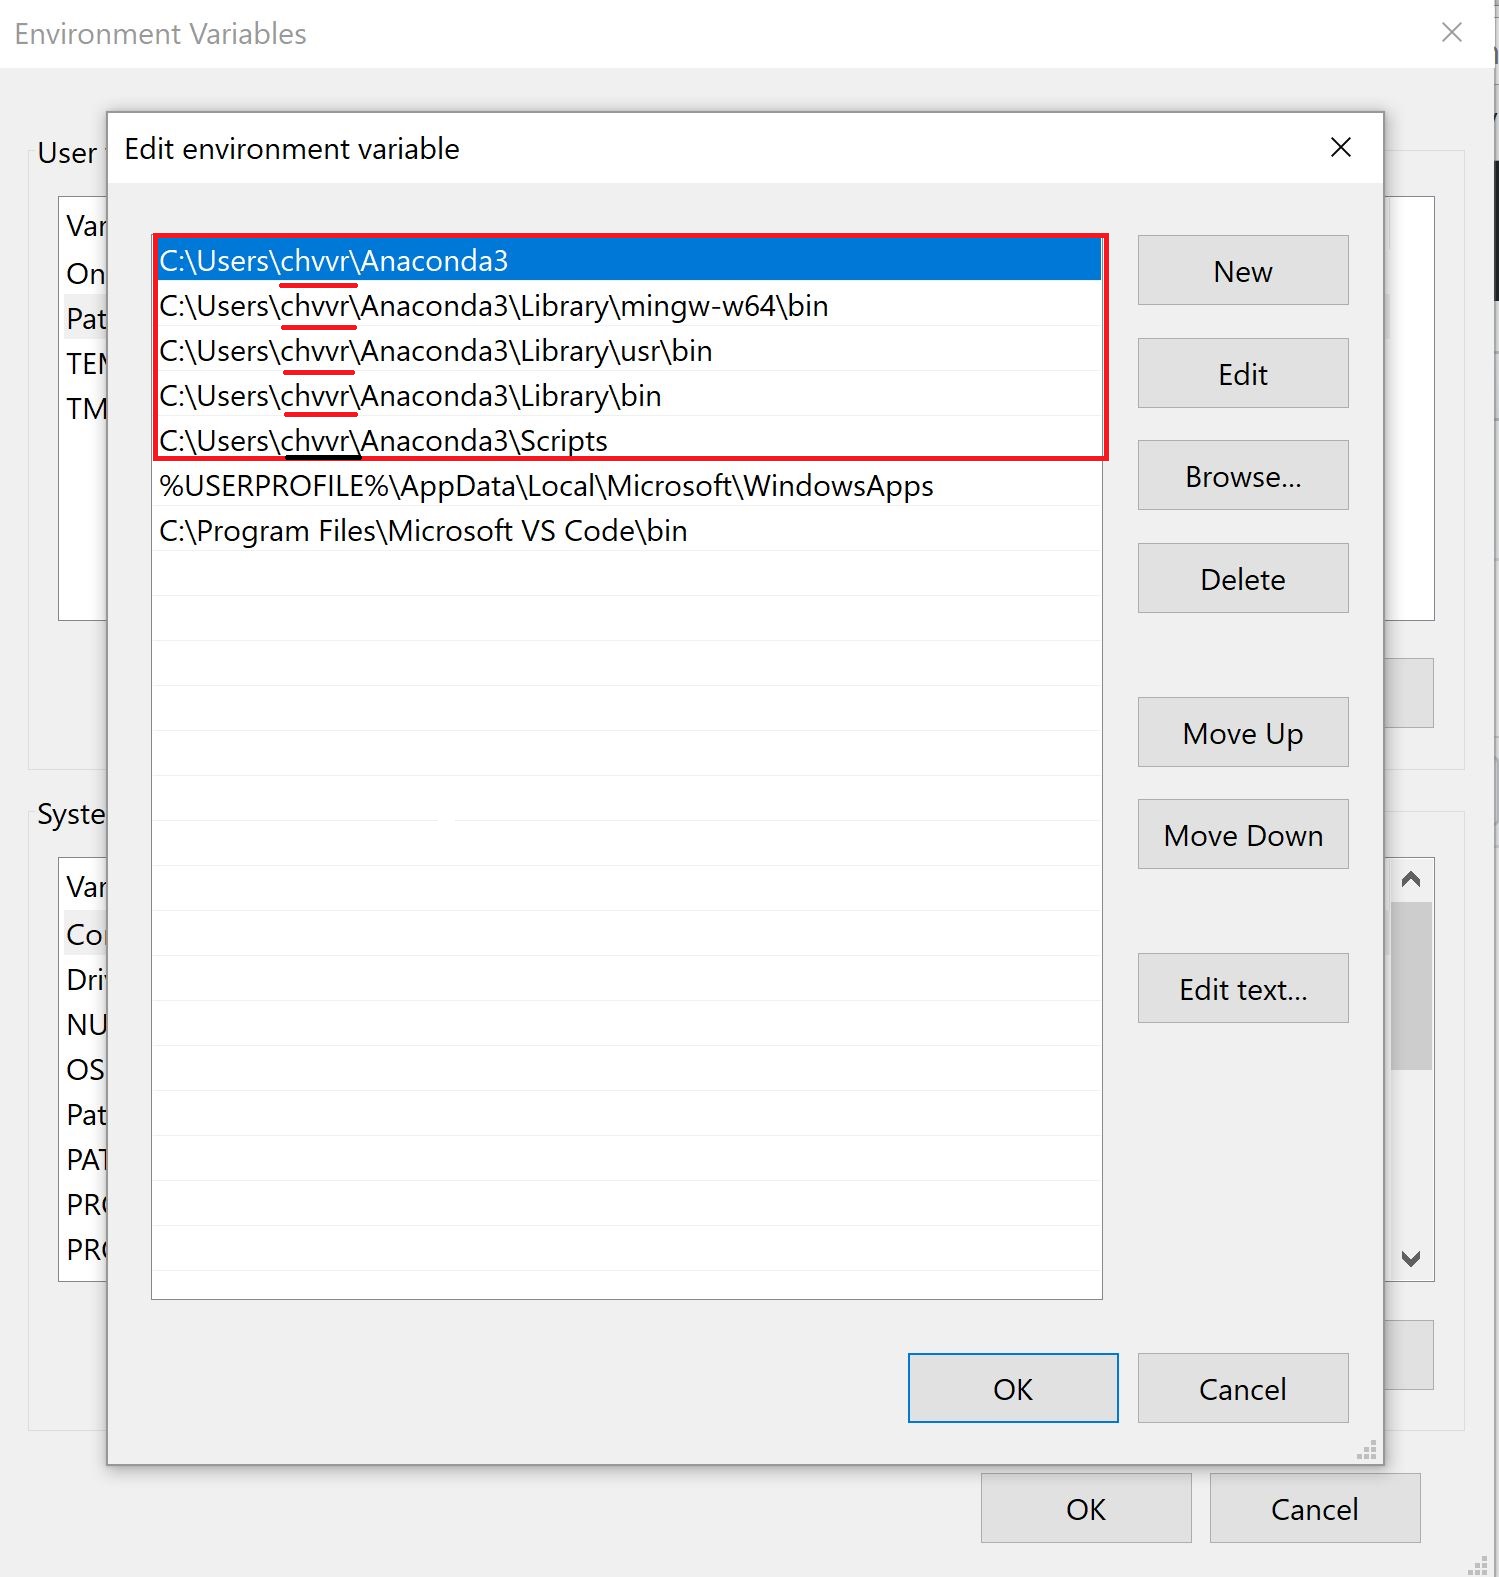 Environment Variables
Edit environment variable
User
Var
On
Pat
TEM
TM
C:\Users\chvvr\Anaconda3
C:\Users\chvvr\Anaconda3\Library\mingw-w64\bin
C:\Users\chvvr\Anaconda3\Library\usr\bin
C:\Users\chvvr\Anaconda3\Library\bin
C:\Users\chvvr\Anaconda3\Scripts
%USERPROFILE%\AppData\Local\Microsoft\WindowsApps
C:\Program Files\Microsoft VS Code\bin
New
Edit
Browse...
Delete
Move Up
Move Down
Edit text...
Syste
Var
Co
Dri
NU
OS
Pat
PAT
PR
PR
OK
Cancel
OK
Cancel